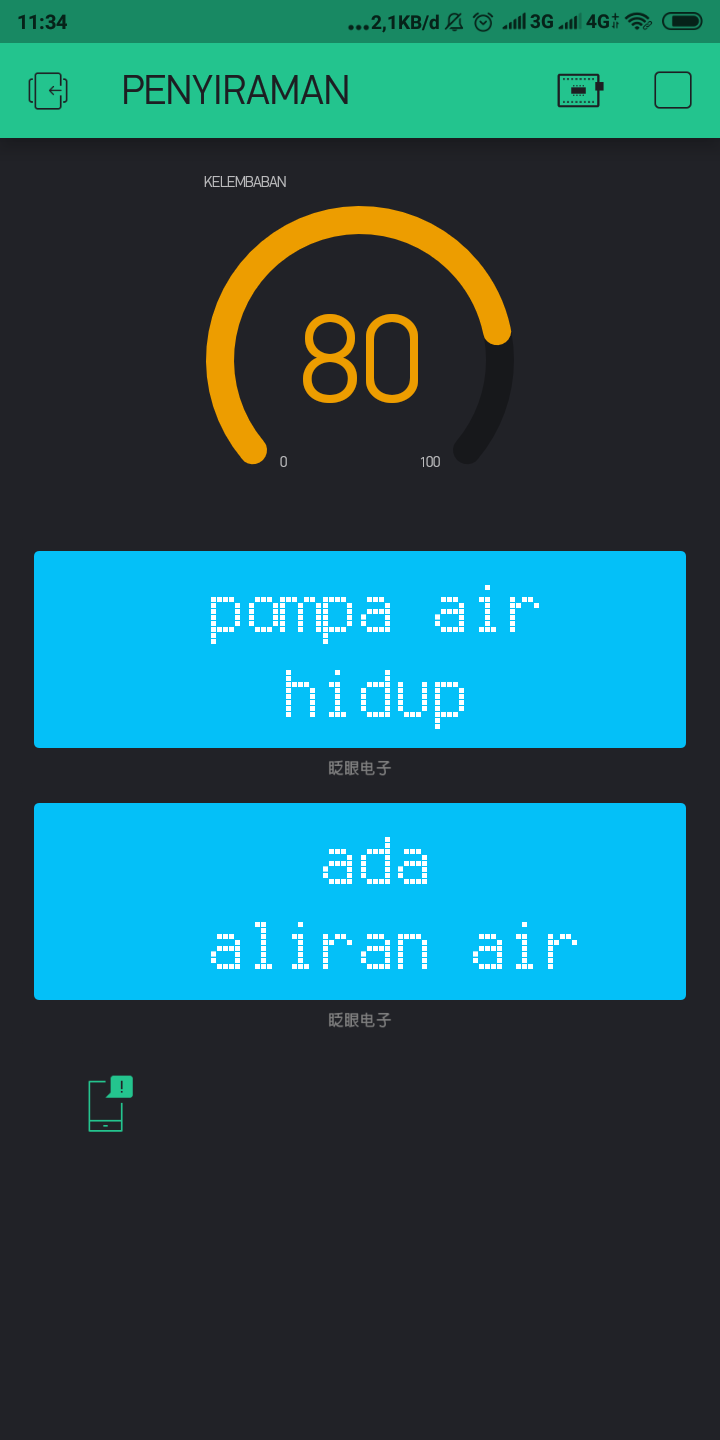 11:34 ...2,1KB/d 3G 4G+
PENYIRAMAN
KELEMBABAN
80
0 100
pompa air
hidup
眨眼电子
ada
aliran air
眨眼电子
!